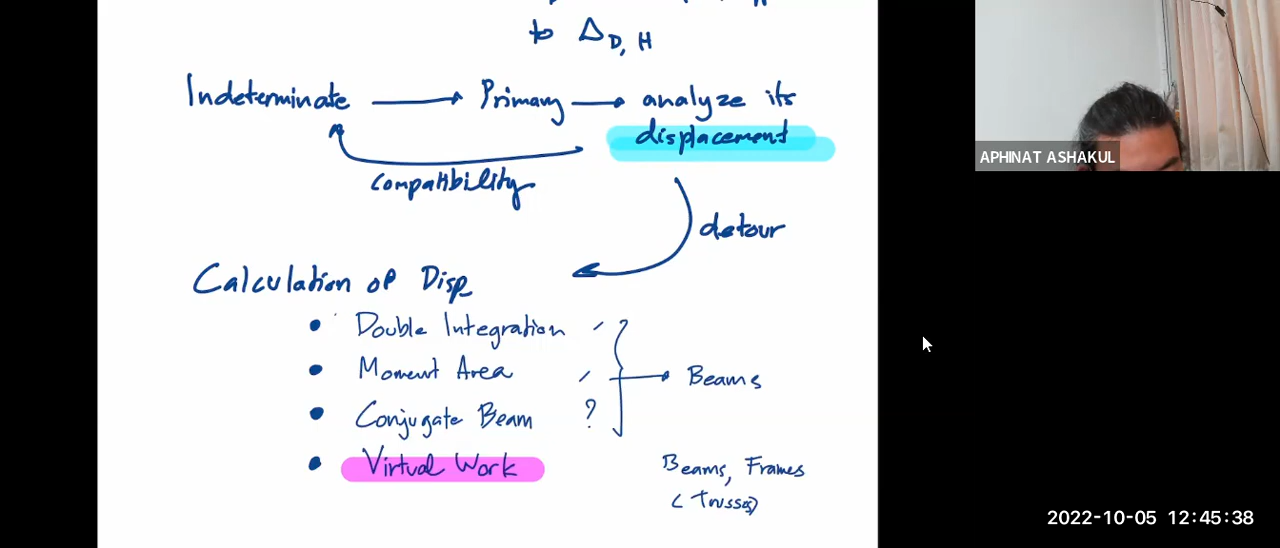 to Δ_D, H
Indeterminate → Primary → analyze its
displacement
compatibility
detour
Calculation of Disp
• Double Integration
• Moment Area → Beams
• Conjugate Beam ?
• Virtual Work Beams, Frames
(Trusses)
APHINAT ASHAKUL
2022-10-05 12:45:38